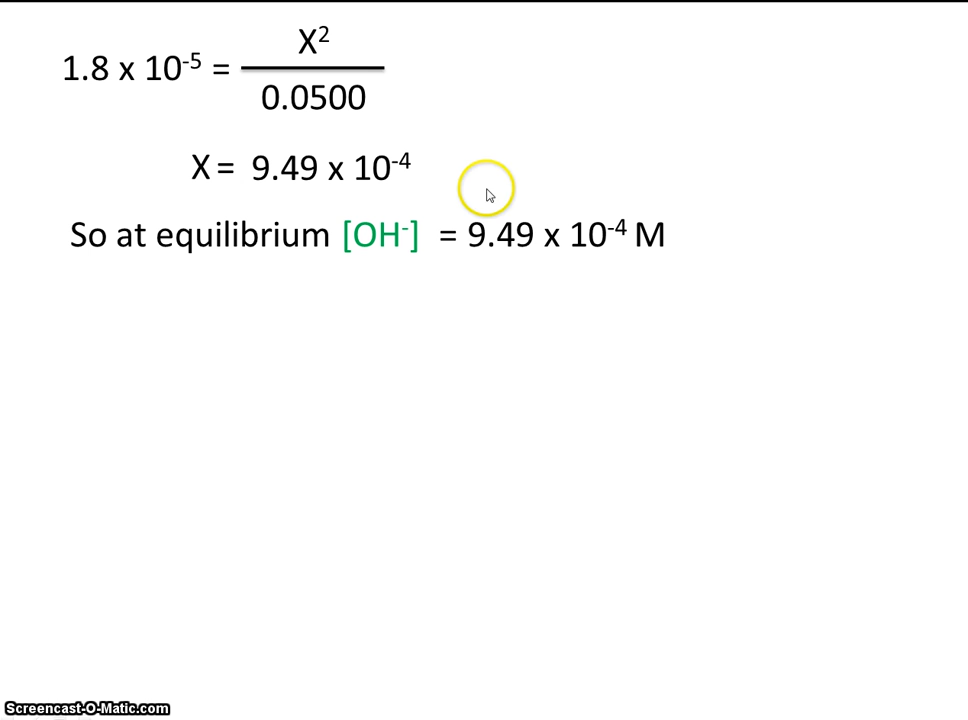 1.8 x 10⁻⁵ = X² / 0.0500
X = 9.49 x 10⁻⁴
So at equilibrium [OH⁻] = 9.49 x 10⁻⁴ M
Screencast-O-Matic.com